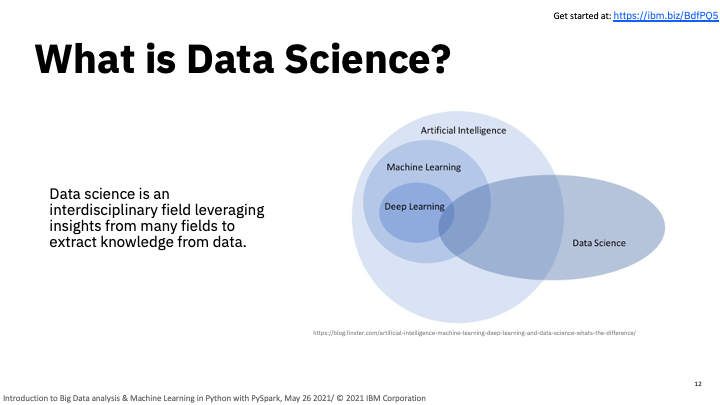 Get started at: https://ibm.biz/BdfPQ5
What is Data Science?
Data science is an
interdisciplinary field leveraging
insights from many fields to
extract knowledge from data.
Artificial Intelligence
Machine Learning
Deep Learning
Data Science
https://blog.finxter.com/artificial-intelligence-machine-learning-deep-learning-and-data-science-whats-the-difference/
12
Introduction to Big Data analysis & Machine Learning in Python with PySpark, May 26 2021/ © 2021 IBM Corporation